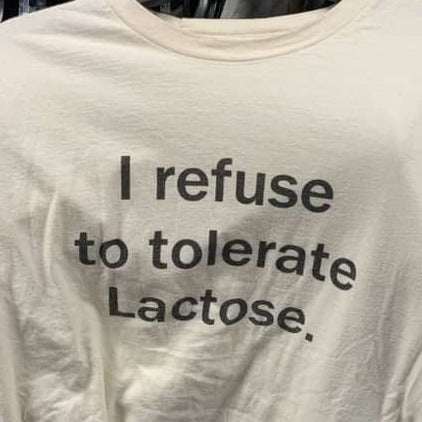 I refuse
to tolerate
Lactose.